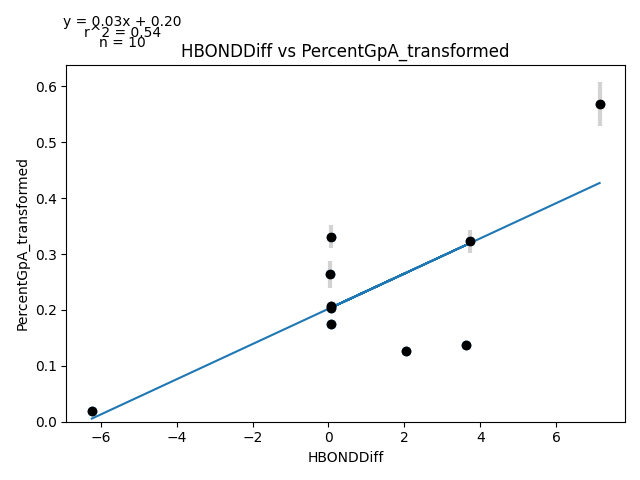 y = 0.03x + 0.20
r^2 = 0.54
n = 10
HBONDDiff vs PercentGpA_transformed
PercentGpA_transformed
0.6
0.5
0.4
0.3
0.2
0.1
0.0
−6 −4 −2 0 2 4 6
HBONDDiff